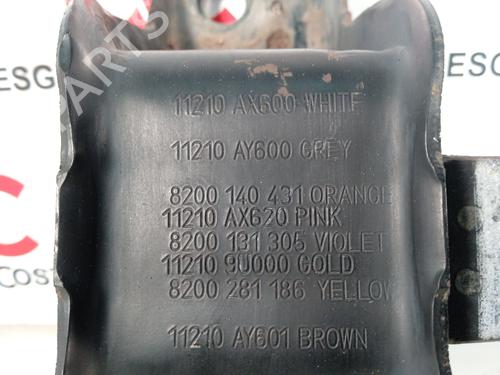 11210 AX600 WHITE
11210 AY600 GREY
8200 140 431 ORANGE
11210 AX620 PINK
8200 131 305 VIOLET
11210 9U000 GOLD
8200 281 186 YELLOW
11210 AY601 BROWN